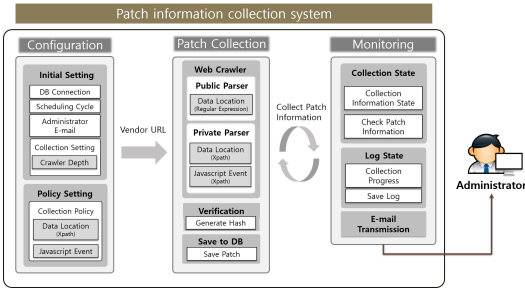 Patch information collection system
Configuration
Initial Setting
DB Connection
Scheduling Cycle
Administrator
E-mail
Collection Setting
Crawler Depth
Policy Setting
Collection Policy
Data Location
(Xpath)
Javascript Event
Vendor URL
Patch Collection
Web Crawler
Public Parser
Data Location
(Regular Expression)
Private Parser
Data Location
(Xpath)
Javascript Event
(Xpath)
Verification
Generate Hash
Save to DB
Save Patch
Collect Patch
Information
Monitoring
Collection State
Collection
Information State
Check Patch
Information
Log State
Collection
Progress
Save Log
E-mail
Transmission
Administrator